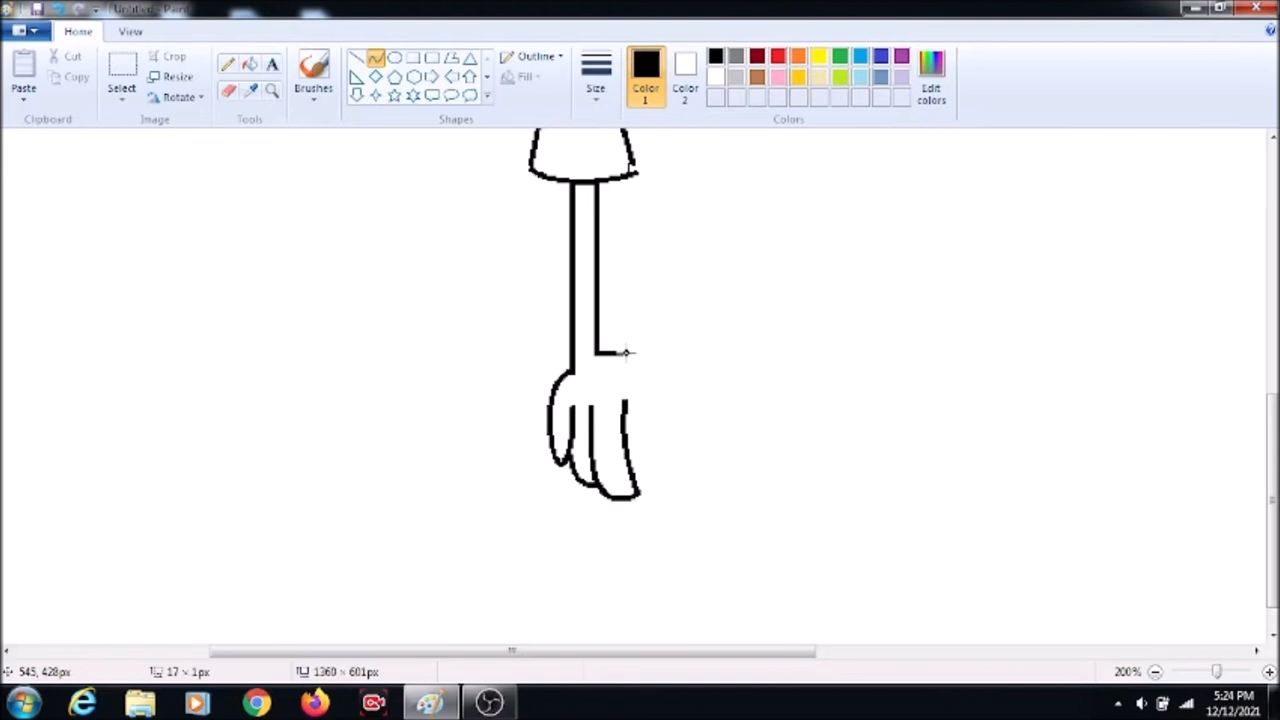 Untitled - Paint
Home View
Cut
Copy
Paste
Clipboard
Crop
Resize
Rotate
Select
Image
A
Tools
Brushes
Outline
Fill
Shapes
Size
Color 1
Color 2
Edit colors
Colors
545, 428px
17 × 1px
1360 × 601px
200%
5:24 PM
12/12/2021